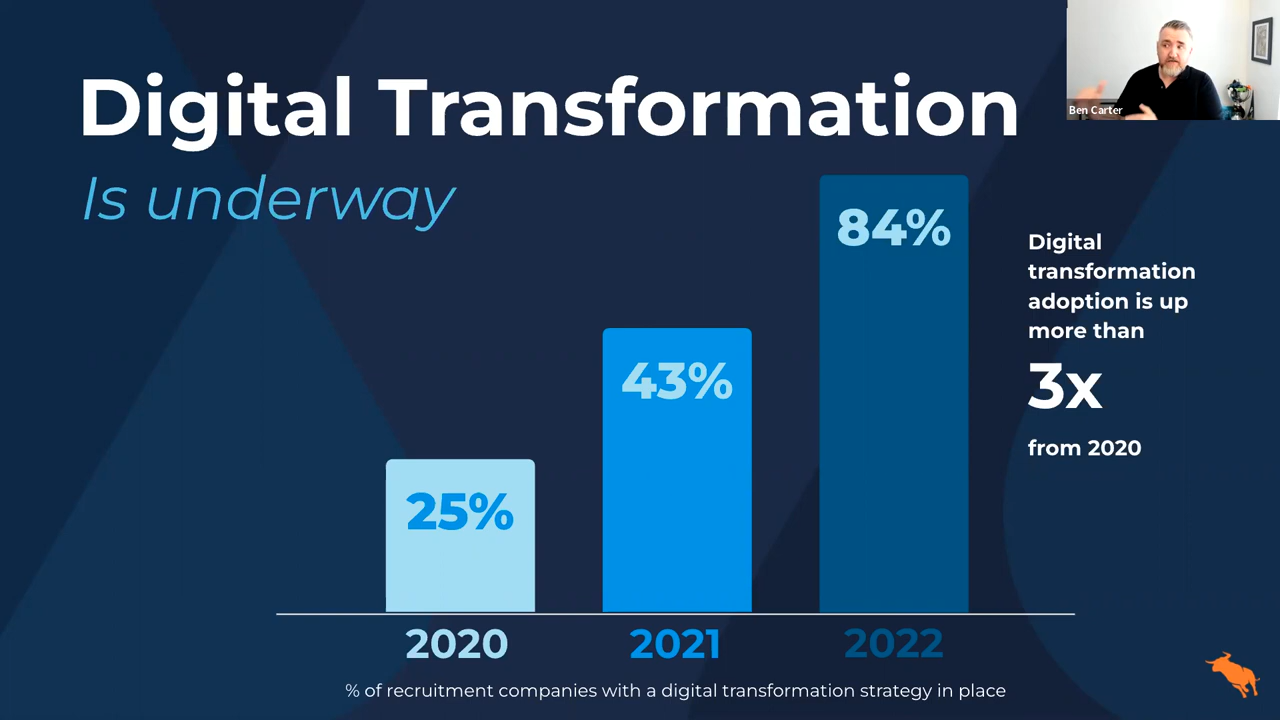 Digital Transformation
Is underway
Ben Carter
84%
43%
25%
Digital
transformation
adoption is up
more than
3x
from 2020
2020 2021 2022
% of recruitment companies with a digital transformation strategy in place